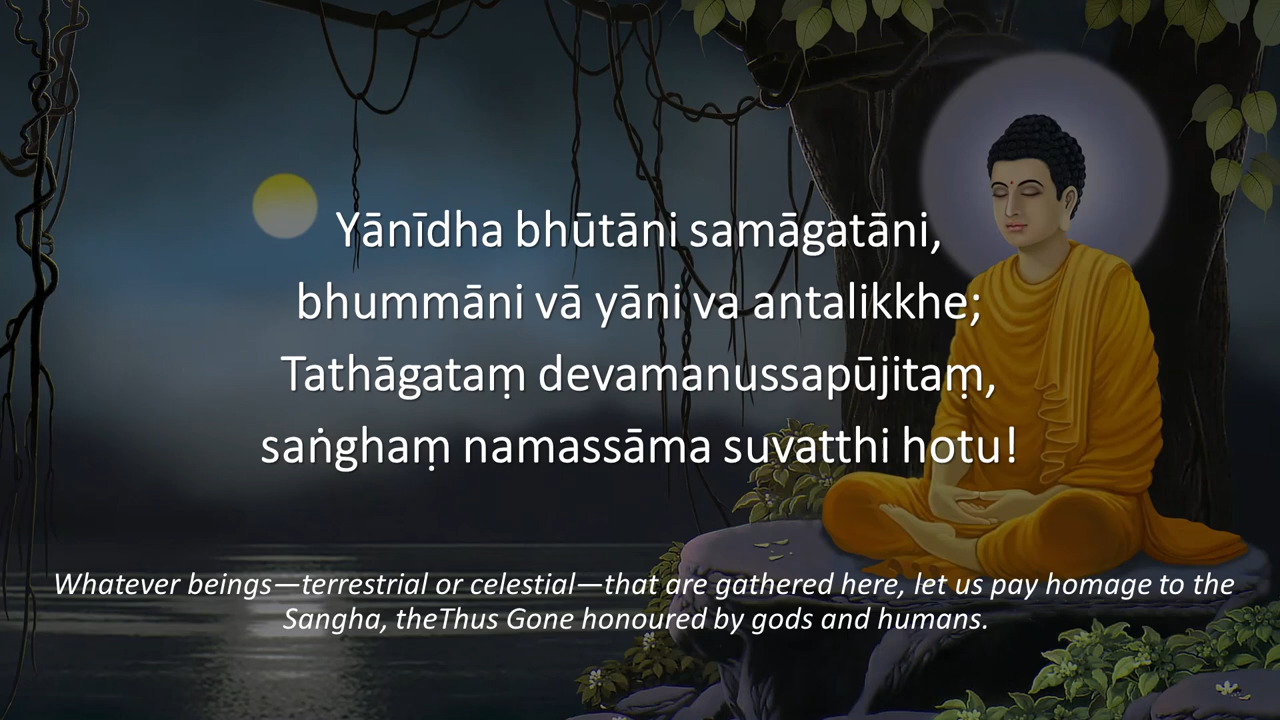 Yānīdha bhūtāni samāgatāni,
bhummāni vā yāni va antalikkhe;
Tathāgataṃ devamanussapūjitaṃ,
saṅghaṃ namassāma suvatthi hotu!
Whatever beings—terrestrial or celestial—that are gathered here, let us pay homage to the
Sangha, theThus Gone honoured by gods and humans.